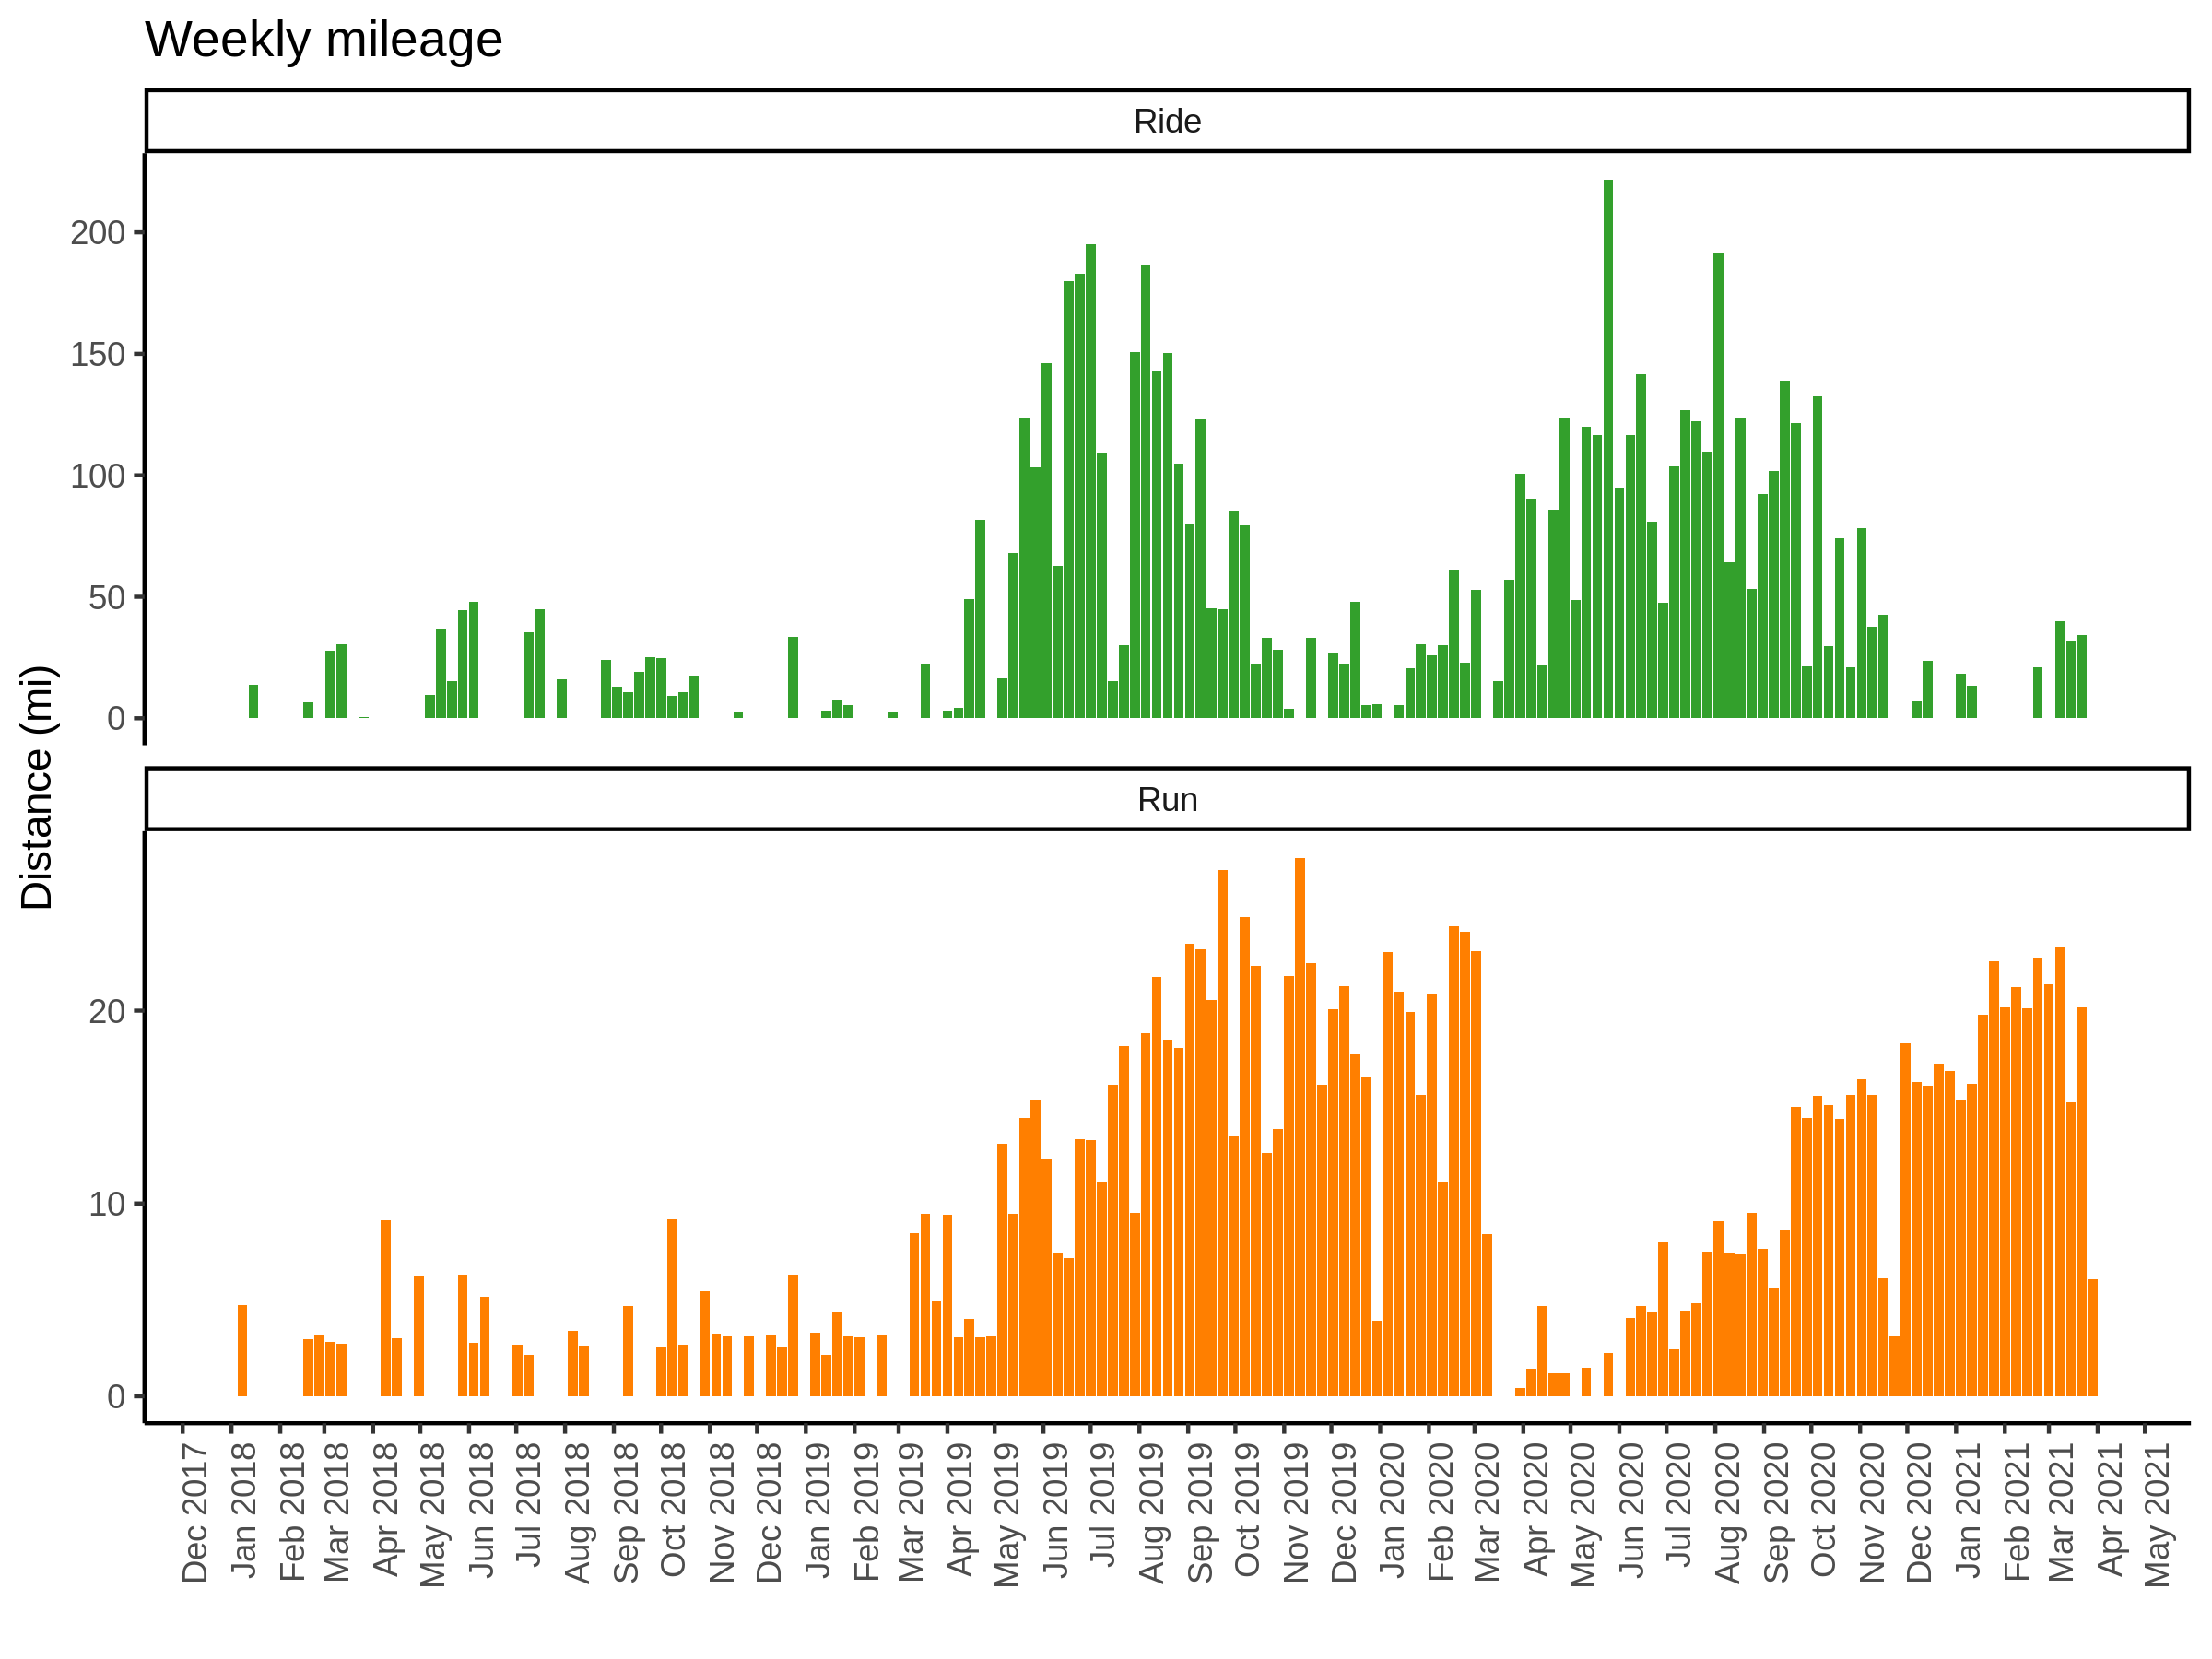 Weekly mileage
Ride
200
150
100
50
0
Distance (mi)
Run
20
10
0
Dec 2017
Jan 2018
Feb 2018
Mar 2018
Apr 2018
May 2018
Jun 2018
Jul 2018
Aug 2018
Sep 2018
Oct 2018
Nov 2018
Dec 2018
Jan 2019
Feb 2019
Mar 2019
Apr 2019
May 2019
Jun 2019
Jul 2019
Aug 2019
Sep 2019
Oct 2019
Nov 2019
Dec 2019
Jan 2020
Feb 2020
Mar 2020
Apr 2020
May 2020
Jun 2020
Jul 2020
Aug 2020
Sep 2020
Oct 2020
Nov 2020
Dec 2020
Jan 2021
Feb 2021
Mar 2021
Apr 2021
May 2021